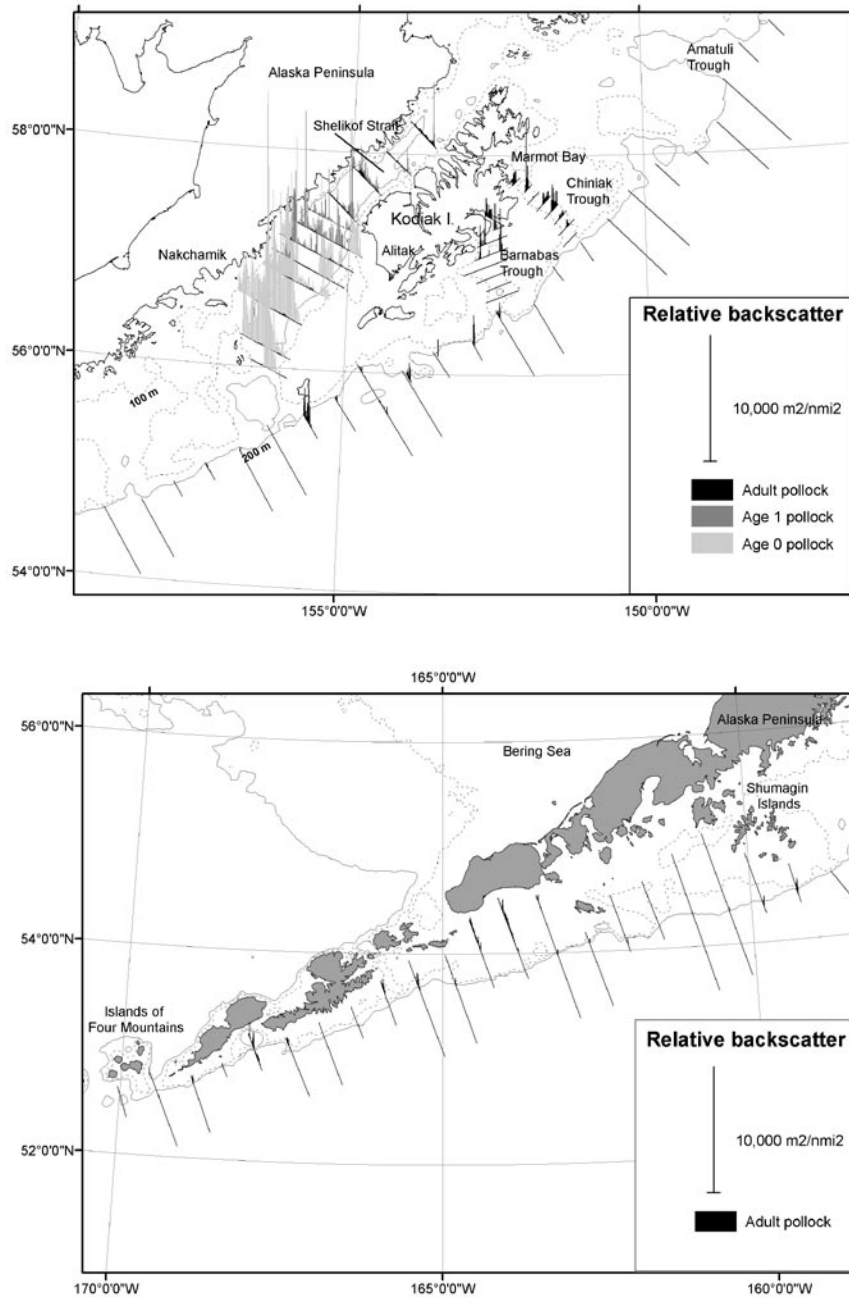 Amatuli
Trough
Alaska Peninsula
58°0'0"N
Shelikof Strait
Marmot Bay
Chiniak
Trough
Kodiak I.
Nakchamik
Alitak
Barnabas
Trough
Relative backscatter
56°0'0"N
100 m
10,000 m2/nmi2
200 m
Adult pollock
Age 1 pollock
Age 0 pollock
54°0'0"N
155°0'0"W
150°0'0"W
165°0'0"W
56°0'0"N
Alaska Peninsula
Bering Sea
Shumagin
Islands
54°0'0"N
Islands of
Four Mountains
Relative backscatter
52°0'0"N
10,000 m2/nmi2
Adult pollock
170°0'0"W
165°0'0"W
160°0'0"W